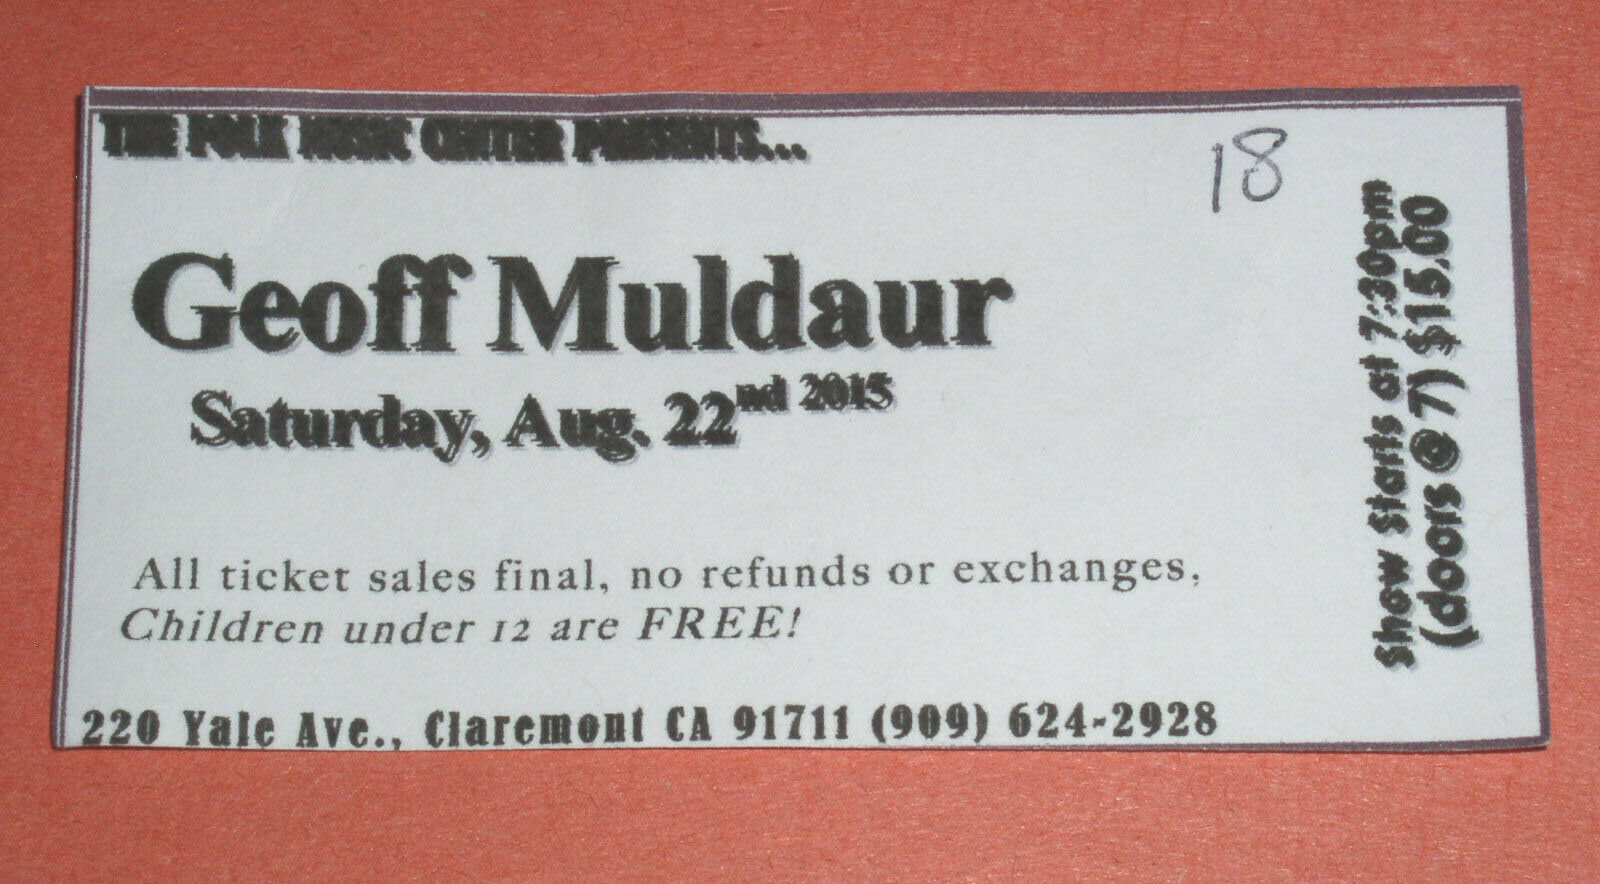 THE FOLK MUSIC CENTER PRESENTS...
18
Geoff Muldaur
Saturday, Aug. 22nd 2015
All ticket sales final, no refunds or exchanges,
Children under 12 are FREE!
220 Yale Ave., Claremont CA 91711 (909) 624-2928
Show Starts at 7:30pm
(doors @ 7) $15.00